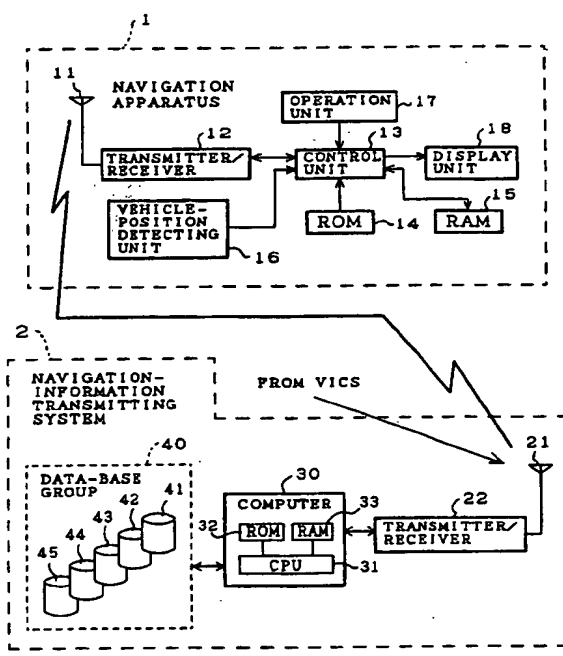 1
11
NAVIGATION
APPARATUS
OPERATION
UNIT
17
12
TRANSMITTER/
RECEIVER
13
CONTROL
UNIT
18
DISPLAY
UNIT
VEHICLE-
POSITION
DETECTING
UNIT
16
ROM
14
15
RAM
2
NAVIGATION-
INFORMATION
TRANSMITTING
SYSTEM
FROM VICS
40
DATA-BASE
GROUP
41
42
43
44
45
30
COMPUTER
32
ROM
RAM
33
CPU
31
21
22
TRANSMITTER/
RECEIVER